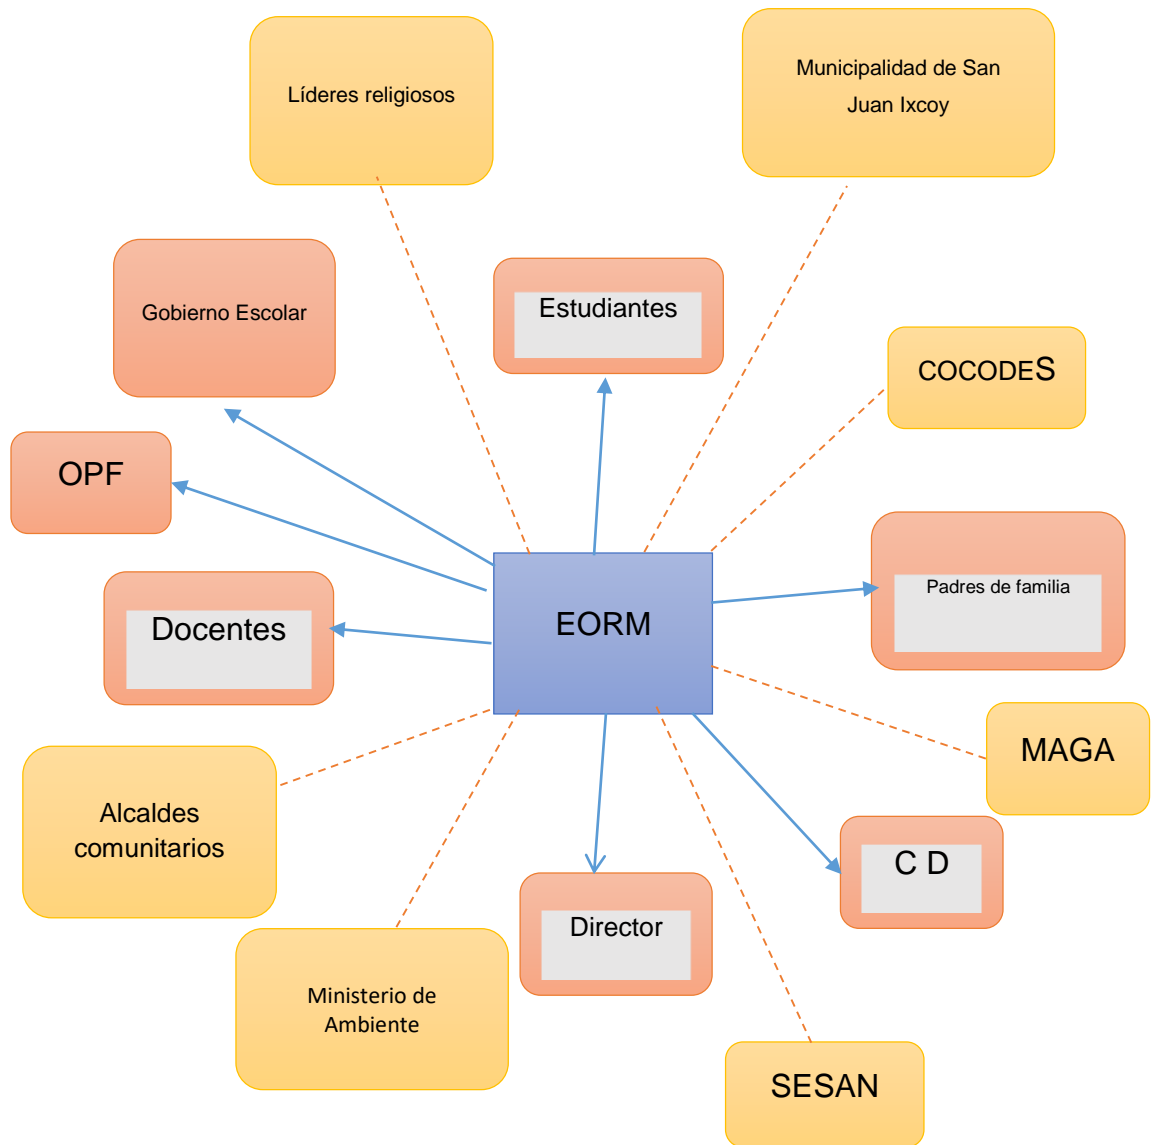 Líderes religiosos
Municipalidad de San
Juan Ixcoy
Gobierno Escolar
Estudiantes
COCODES
OPF
Padres de familia
Docentes
EORM
MAGA
Alcaldes
comunitarios
C D
Director
Ministerio de
Ambiente
SESAN